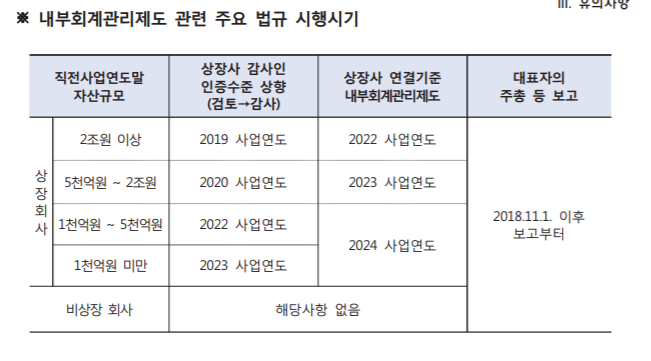 III. 유의사항
※ 내부회계관리제도 관련 주요 법규 시행시기
직전사업연도말
자산규모
상장사 감사인
인증수준 상향
(검토→감사)
상장사 연결기준
내부회계관리제도
대표자의
주총 등 보고
상장회사
2조원 이상
2019 사업연도
2022 사업연도
5천억원 ~ 2조원
2020 사업연도
2023 사업연도
1천억원 ~ 5천억원
2022 사업연도
2024 사업연도
1천억원 미만
2023 사업연도
2018.11.1. 이후
보고부터
비상장 회사
해당사항 없음